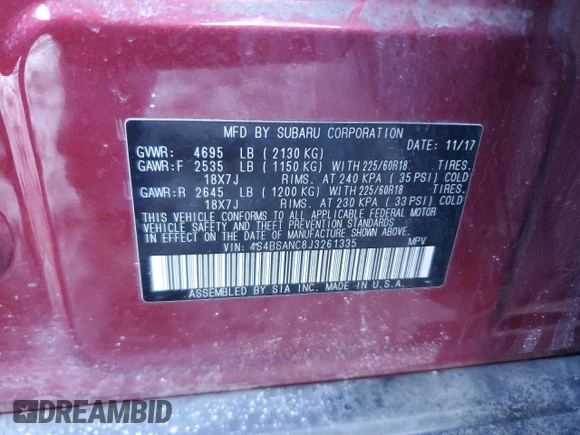 MFD BY SUBARU CORPORATION
GVWR: 4695 LB ( 2130 KG) DATE: 11/17
GAWR:F 2535 LB ( 1150 KG) WITH 225/60R18 TIRES.
18X7J RIMS. AT 240 KPA ( 35 PSI) COLD
GAWR:R 2645 LB ( 1200 KG) WITH 225/60R18 TIRES.
18X7J RIMS. AT 230 KPA ( 33 PSI) COLD
THIS VEHICLE CONFORMS TO ALL APPLICABLE FEDERAL MOTOR
VEHICLE SAFETY AND THEFT PREVENTION STANDARDS
IN EFFECT ON THE DATE OF MANUFACTURE SHOWN ABOVE.
VIN: 4S4BSANC8J3261335 MPV
ASSEMBLED BY SIA INC. MADE IN U.S.A.
DREAMBID